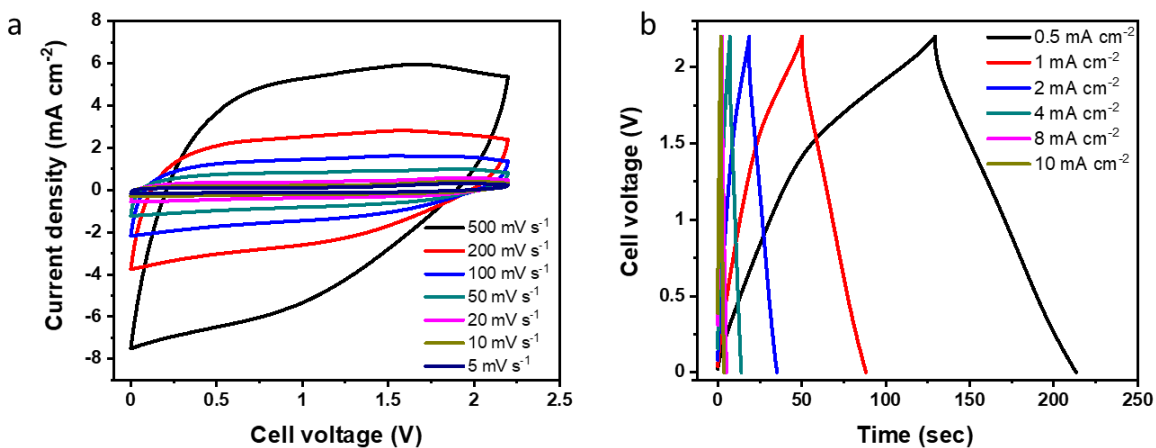 a
8
6
4
2
0
-2
-4
-6
-8
Current density (mA cm⁻²)
500 mV s⁻¹
200 mV s⁻¹
100 mV s⁻¹
50 mV s⁻¹
20 mV s⁻¹
10 mV s⁻¹
5 mV s⁻¹
0
0.5
1
1.5
2
2.5
Cell voltage (V)
b
2
1.5
1
0.5
0
Cell voltage (V)
0.5 mA cm⁻²
1 mA cm⁻²
2 mA cm⁻²
4 mA cm⁻²
8 mA cm⁻²
10 mA cm⁻²
0
50
100
150
200
250
Time (sec)